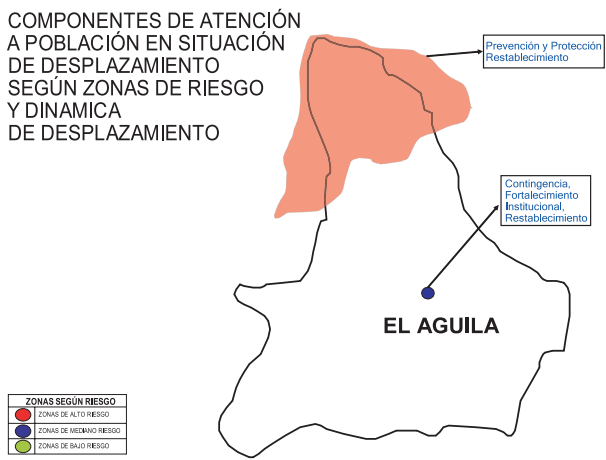 COMPONENTES DE ATENCIÓN
A POBLACIÓN EN SITUACIÓN
DE DESPLAZAMIENTO
SEGÚN ZONAS DE RIESGO
Y DINAMICA
DE DESPLAZAMIENTO
Prevención y Protección
Restablecimiento
Contingencia,
Fortalecimiento
Institucional,
Restablecimiento
EL AGUILA
ZONAS SEGÚN RIESGO
ZONAS DE ALTO RIESGO
ZONAS DE MEDIANO RIESGO
ZONAS DE BAJO RIESGO